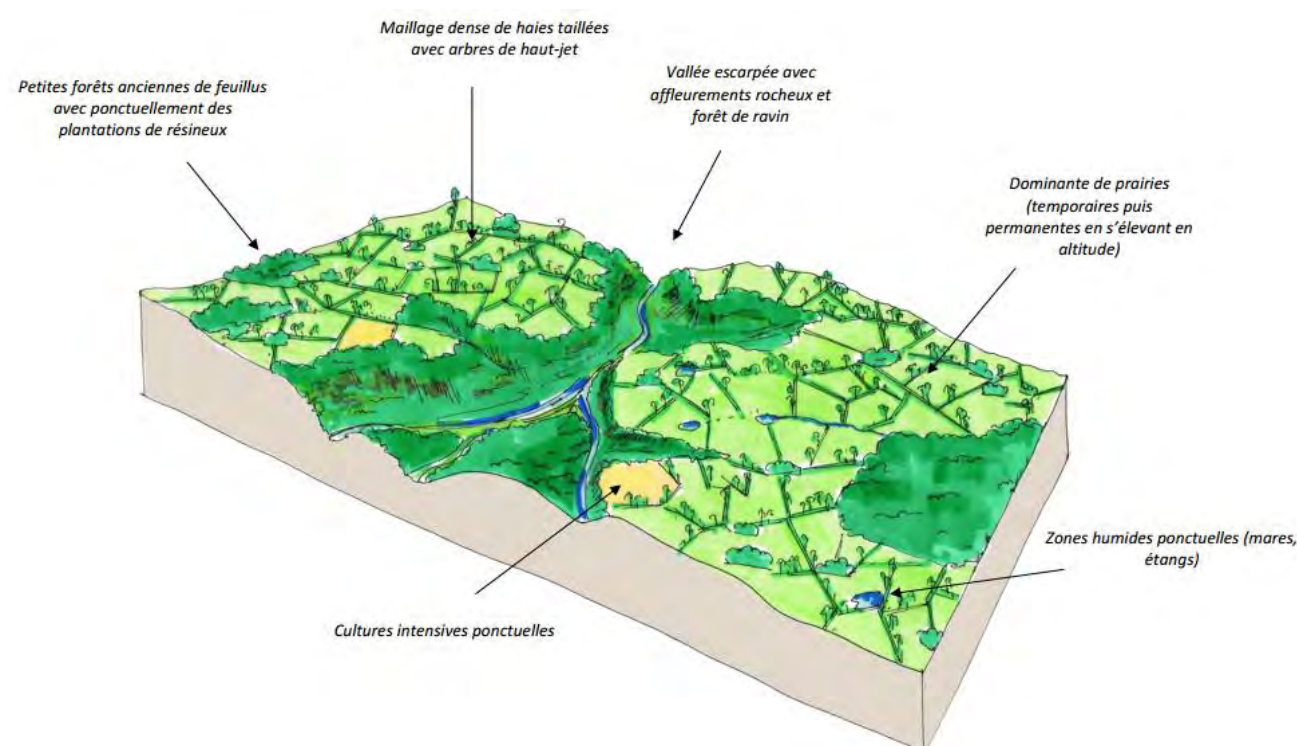 Maillage dense de haies taillées
avec arbres de haut-jet
Petites forêts anciennes de feuillus
avec ponctuellement des
plantations de résineux
Vallée escarpée avec
affleurements rocheux et
forêt de ravin
Dominante de prairies
(temporaires puis
permanentes en s'élevant en
altitude)
Zones humides ponctuelles (mares,
étangs)
Cultures intensives ponctuelles